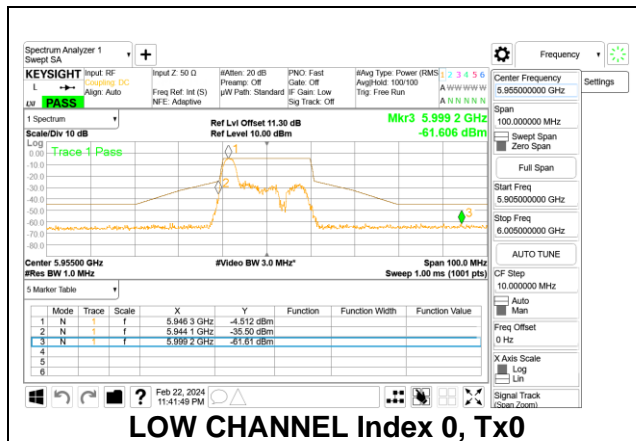 Spectrum Analyzer 1
Swept SA
+
Frequency
KEYSIGHT
Input: RF
Coupling: DC
Align: Auto
Input Z: 50 Ω
Freq Ref: Int (S)
NFE: Adaptive
#Atten: 20 dB
Preamp: Off
µW Path: Standard
PNO: Fast
Gate: Off
IF Gain: Low
Sig Track: Off
#Avg Type: Power (RMS
Avg|Hold: 100/100
Trig: Free Run
1 2 3 4 5 6
A W W W W W
A N N N N N
L
PASS
Center Frequency
5.955000000 GHz
Settings
Span
100.000000 MHz
Swept Span
Zero Span
Full Span
Start Freq
5.905000000 GHz
Stop Freq
6.005000000 GHz
AUTO TUNE
CF Step
10.000000 MHz
Auto
Man
Freq Offset
0 Hz
X Axis Scale
Log
Lin
Signal Track
(Span Zoom)
1 Spectrum
Scale/Div 10 dB
Ref Lvl Offset 11.30 dB
Ref Level 10.00 dBm
Mkr3 5.999 2 GHz
-61.606 dBm
Log
Trace 1 Pass
0.00
-10.0
-20.0
-30.0
-40.0
-50.0
-60.0
-70.0
-80.0
1
2
3
Center 5.95500 GHz
#Res BW 1.0 MHz
#Video BW 3.0 MHz*
Span 100.0 MHz
Sweep 1.00 ms (1001 pts)
5 Marker Table
Mode Trace Scale X Y Function Function Width Function Value
1 N 1 f 5.946 3 GHz -4.512 dBm
2 N 1 f 5.944 1 GHz -35.50 dBm
3 N 1 f 5.999 2 GHz -61.61 dBm
4
5
6
?
Feb 22, 2024
11:41:49 PM
LOW CHANNEL Index 0, Tx0